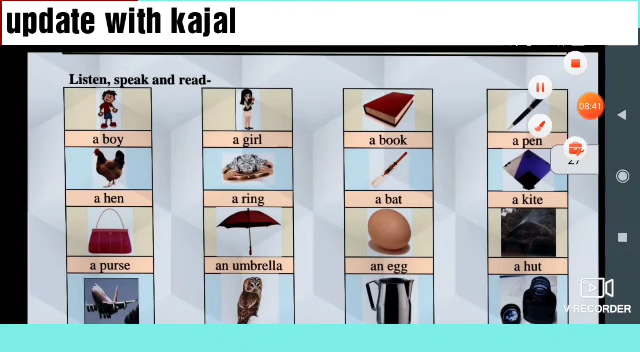 update with kajal
Listen, speak and read-
08:41
a boy a girl a book a pen
27
a hen a ring a bat a kite
a purse an umbrella an egg a hut
V RECORDER